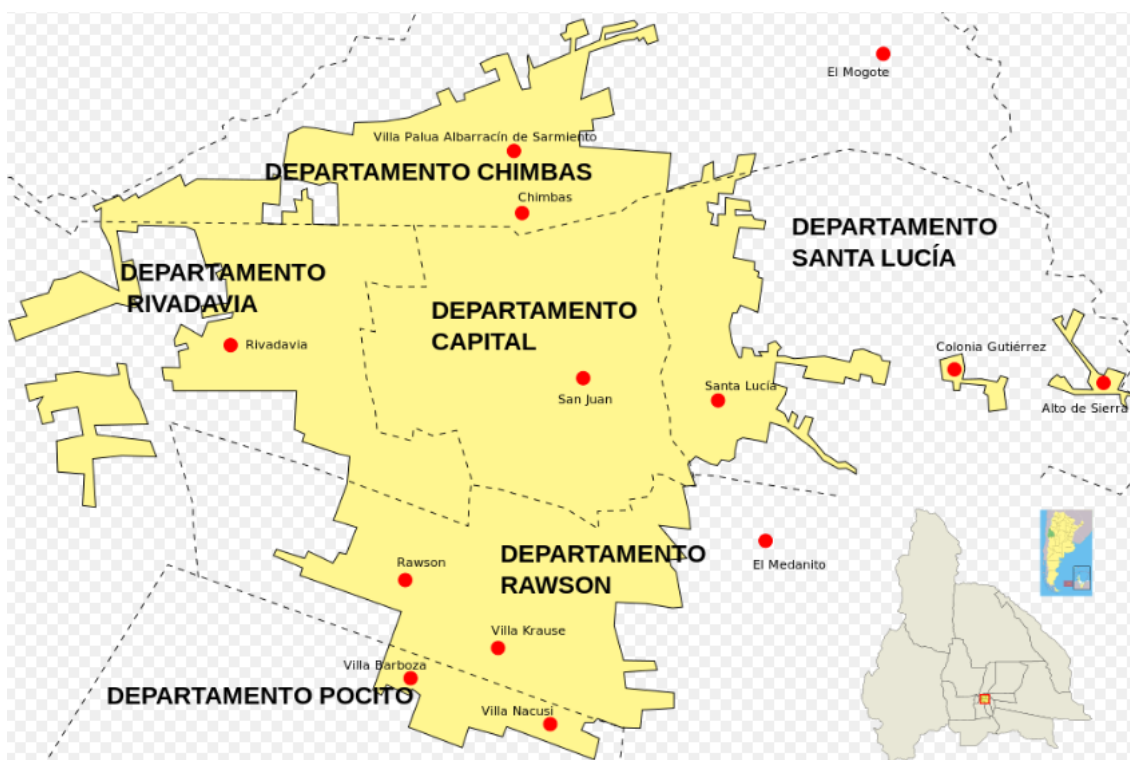 El Mogote
Villa Palua Albarracín de Sarmiento
DEPARTAMENTO CHIMBAS
Chimbas
DEPARTAMENTO
SANTA LUCÍA
DEPARTAMENTO
RIVADAVIA
DEPARTAMENTO
CAPITAL
Rivadavia
Colonia Gutiérrez
San Juan
Santa Lucía
Alto de Sierra
DEPARTAMENTO
RAWSON
El Medanito
Rawson
Villa Krause
Villa Barboza
DEPARTAMENTO POCITO
Villa Nacusi